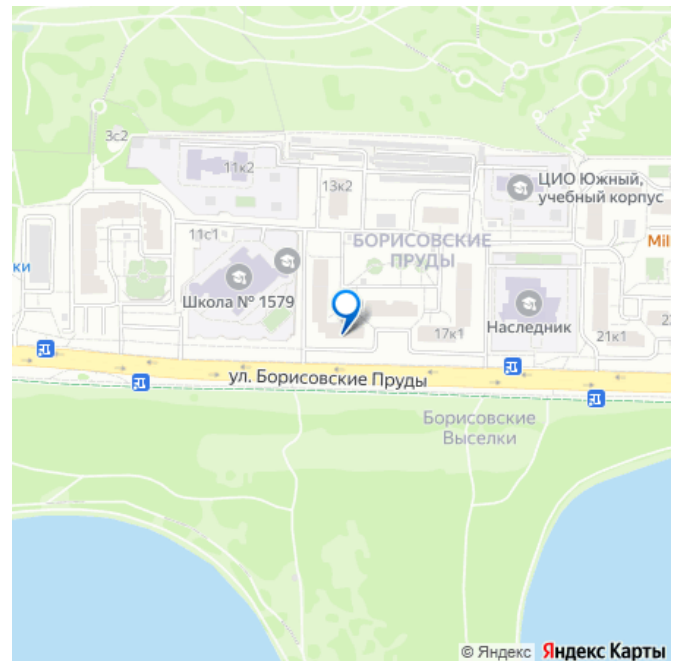 3с2
11к2
13к2
ЦИО Южный,
учебный корпус
11с1
БОРИСОВСКИЕ
ПРУДЫ
Mil
ки
Школа № 1579
Наследник
17к1
21к1
ул. Борисовские Пруды
Борисовские
Выселки
© Яндекс Яндекс Карты